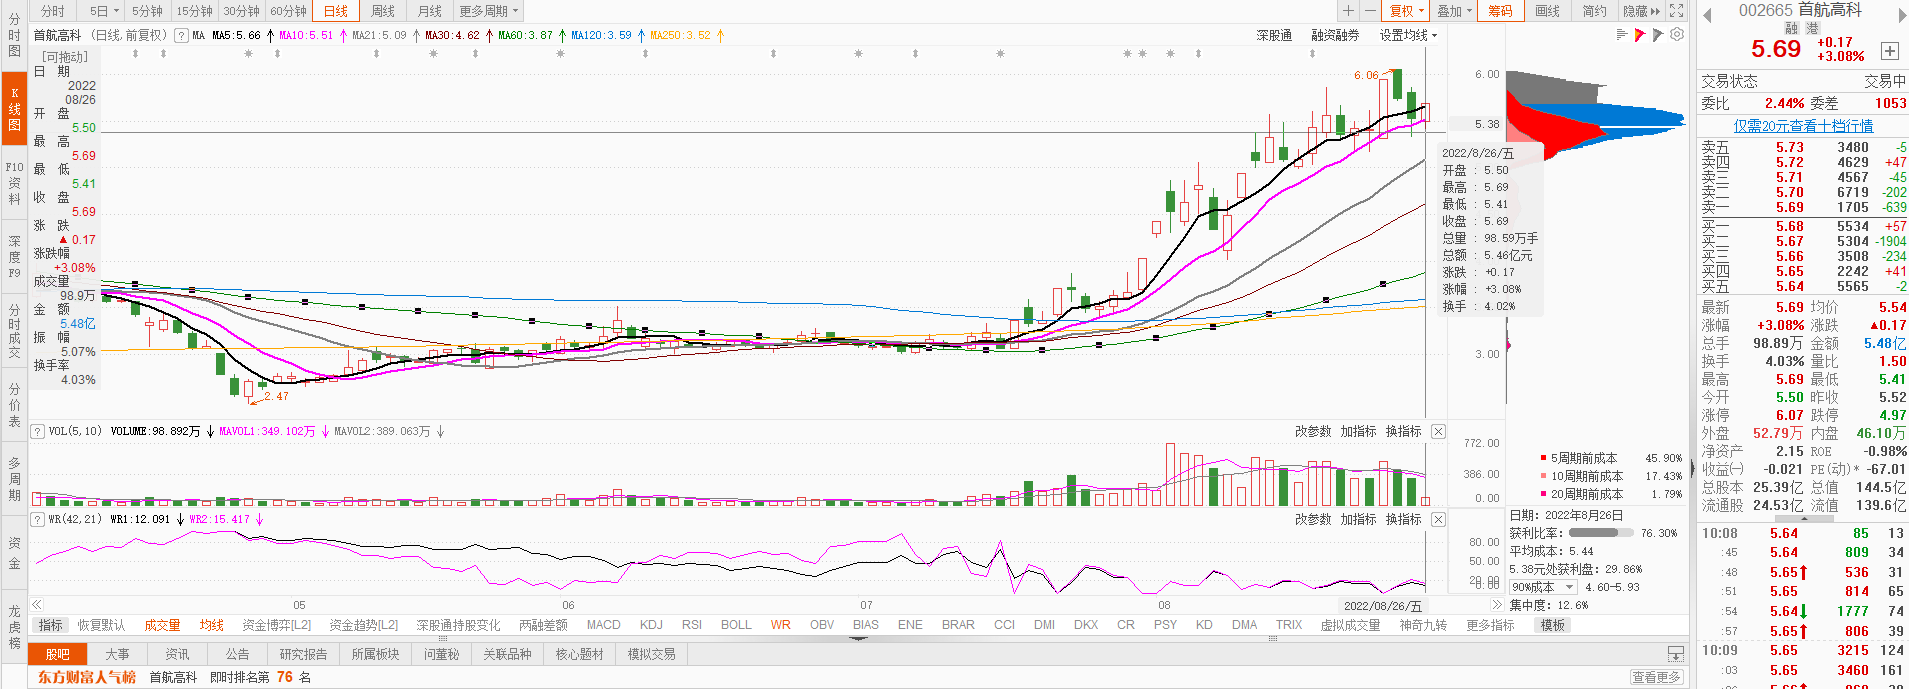 分时 5日 5分钟 15分钟 30分钟 60分钟 日线 周线 月线 更多周期
复权 叠加 筹码 画线 简约 隐藏
首航高科 (日线,前复权) ? MA MA5:5.66 MA10:5.51 MA21:5.09 MA30:4.62 MA60:3.87 MA120:3.59 MA250:3.52
深股通 融资融券 设置均线
分时图
K线图
F10资料
深度F9
分时成交
分价表
多周期
资金
龙虎榜
[可拖动]
日 期
2022
08/26
开 盘
5.50
最 高
5.69
最 低
5.41
收 盘
5.69
涨 跌
▲ 0.17
涨跌幅
+3.08%
成交量
98.9万
金 额
5.48亿
振 幅
5.07%
换手率
4.03%
6.06
2.47
6.00
5.38
3.00
2022/8/26/五
开盘 : 5.50
最高 : 5.69
最低 : 5.41
收盘 : 5.69
总量 : 98.59万手
总额 : 5.46亿元
涨跌 : +0.17
涨幅 : +3.08%
换手 : 4.02%
? VOL(5,10) VOLUME:98.892万 MAVOL1:349.102万 MAVOL2:389.063万
改参数 加指标 换指标
772.00
386.00
0.00
? WR(42,21) WR1:12.091 WR2:15.417
改参数 加指标 换指标
80.00
50.00
20.00
05 06 07 08 2022/08/26/五
指标 恢复默认 成交量 均线 资金博弈[L2] 资金趋势[L2] 深股通持股变化 两融差额 MACD KDJ RSI BOLL WR OBV BIAS ENE BRAR CCI DMI DKX CR PSY KD DMA TRIX 虚拟成交量 神奇九转 更多指标 模板
股吧 大事 资讯 公告 研究报告 所属板块 问董秘 关联品种 核心题材 模拟交易
东方财富人气榜 首航高科 即时排名第 76 名
查看更多
5周期前成本 45.90%
10周期前成本 17.43%
20周期前成本 1.79%
日期: 2022年8月26日
获利比率: 76.30%
平均成本: 5.44
5.38元处获利盘: 29.86%
90%成本 4.60-5.93
集中度: 12.6%
002665 首航高科
融 港
5.69 +0.17
+3.08%
交易状态 交易中
委比 2.44% 委差 1053
仅需20元查看十档行情
卖五 5.73 3480 -5
卖四 5.72 4629 +47
卖三 5.71 4567 -45
卖二 5.70 6719 -202
卖一 5.69 1705 -639
买一 5.68 5534 +57
买二 5.67 5304 -1904
买三 5.66 3508 -234
买四 5.65 2242 +41
买五 5.64 5565 -2
最新 5.69 均价 5.54
涨幅 +3.08% 涨跌 ▲0.17
总手 98.89万 金额 5.48亿
换手 4.03% 量比 1.50
最高 5.69 最低 5.41
今开 5.50 昨收 5.52
涨停 6.07 跌停 4.97
外盘 52.79万 内盘 46.10万
净资产 2.15 ROE -0.98%
收益(一) -0.021 PE(动)* -67.01
总股本 25.39亿 总值 144.5亿
流通股 24.53亿 流值 139.6亿
10:08 5.64 85 13
:45 5.64 809 34
:48 5.65 536 31
:51 5.65 814 65
:54 5.64 1777 74
:57 5.65 806 39
10:09 5.65 3215 124
:03 5.65 3460 161